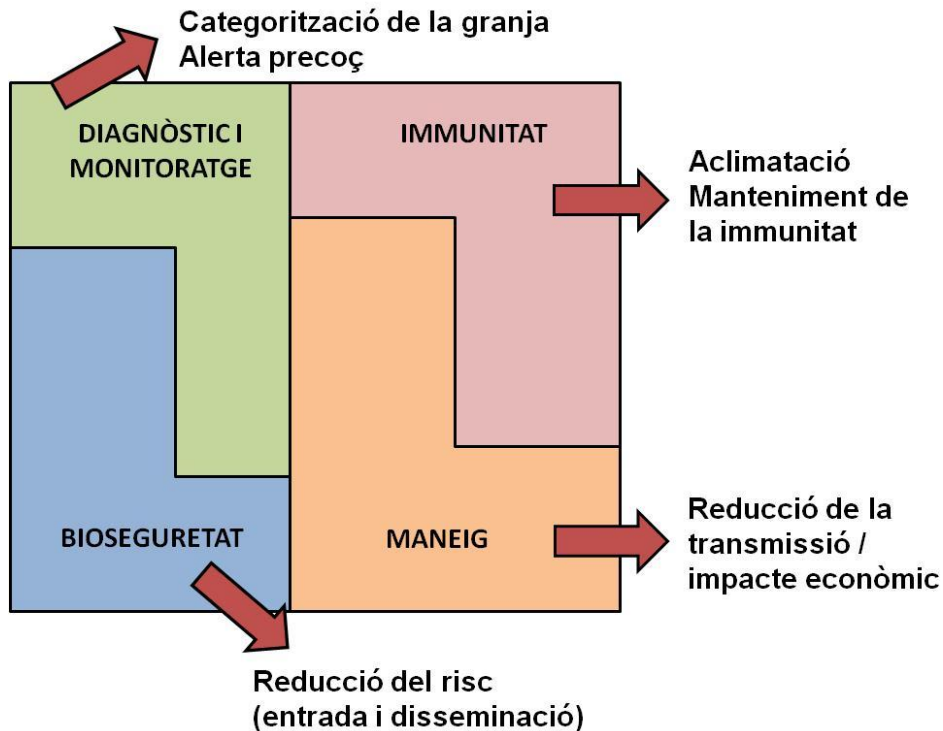 Categorització de la granja
Alerta precoç
DIAGNÒSTIC I
MONITORATGE
IMMUNITAT
Aclimatació
Manteniment de
la immunitat
BIOSEGURETAT
MANEIG
Reducció de la
transmissió /
impacte econòmic
Reducció del risc
(entrada i disseminació)